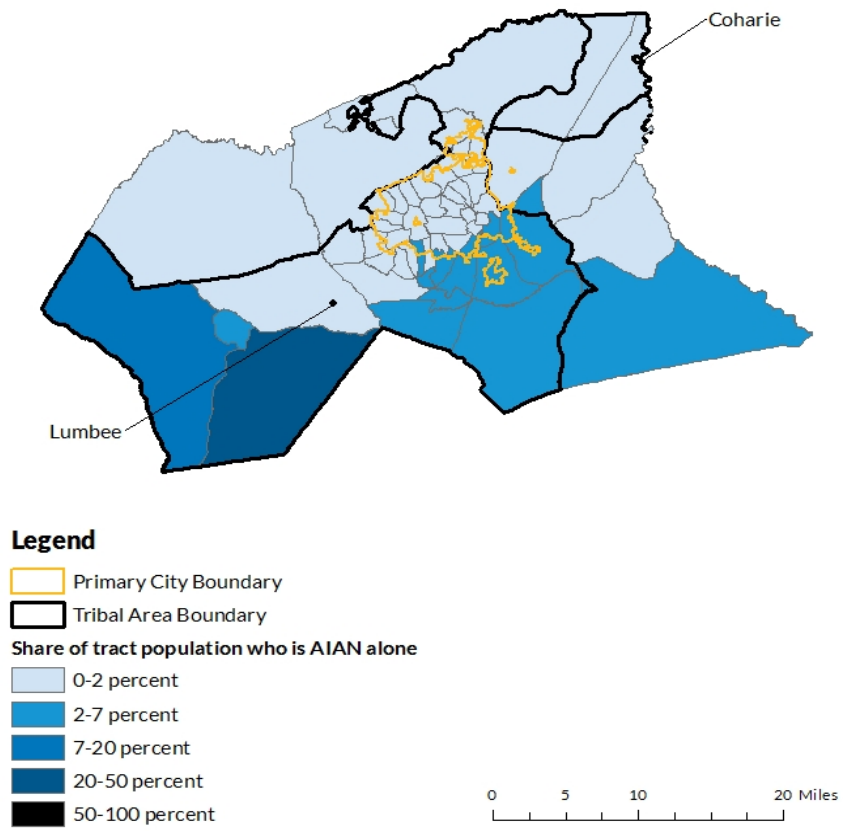 Coharie
Lumbee
Legend
Primary City Boundary
Tribal Area Boundary
Share of tract population who is AIAN alone
0-2 percent
2-7 percent
7-20 percent
20-50 percent
50-100 percent
0 5 10 20 Miles